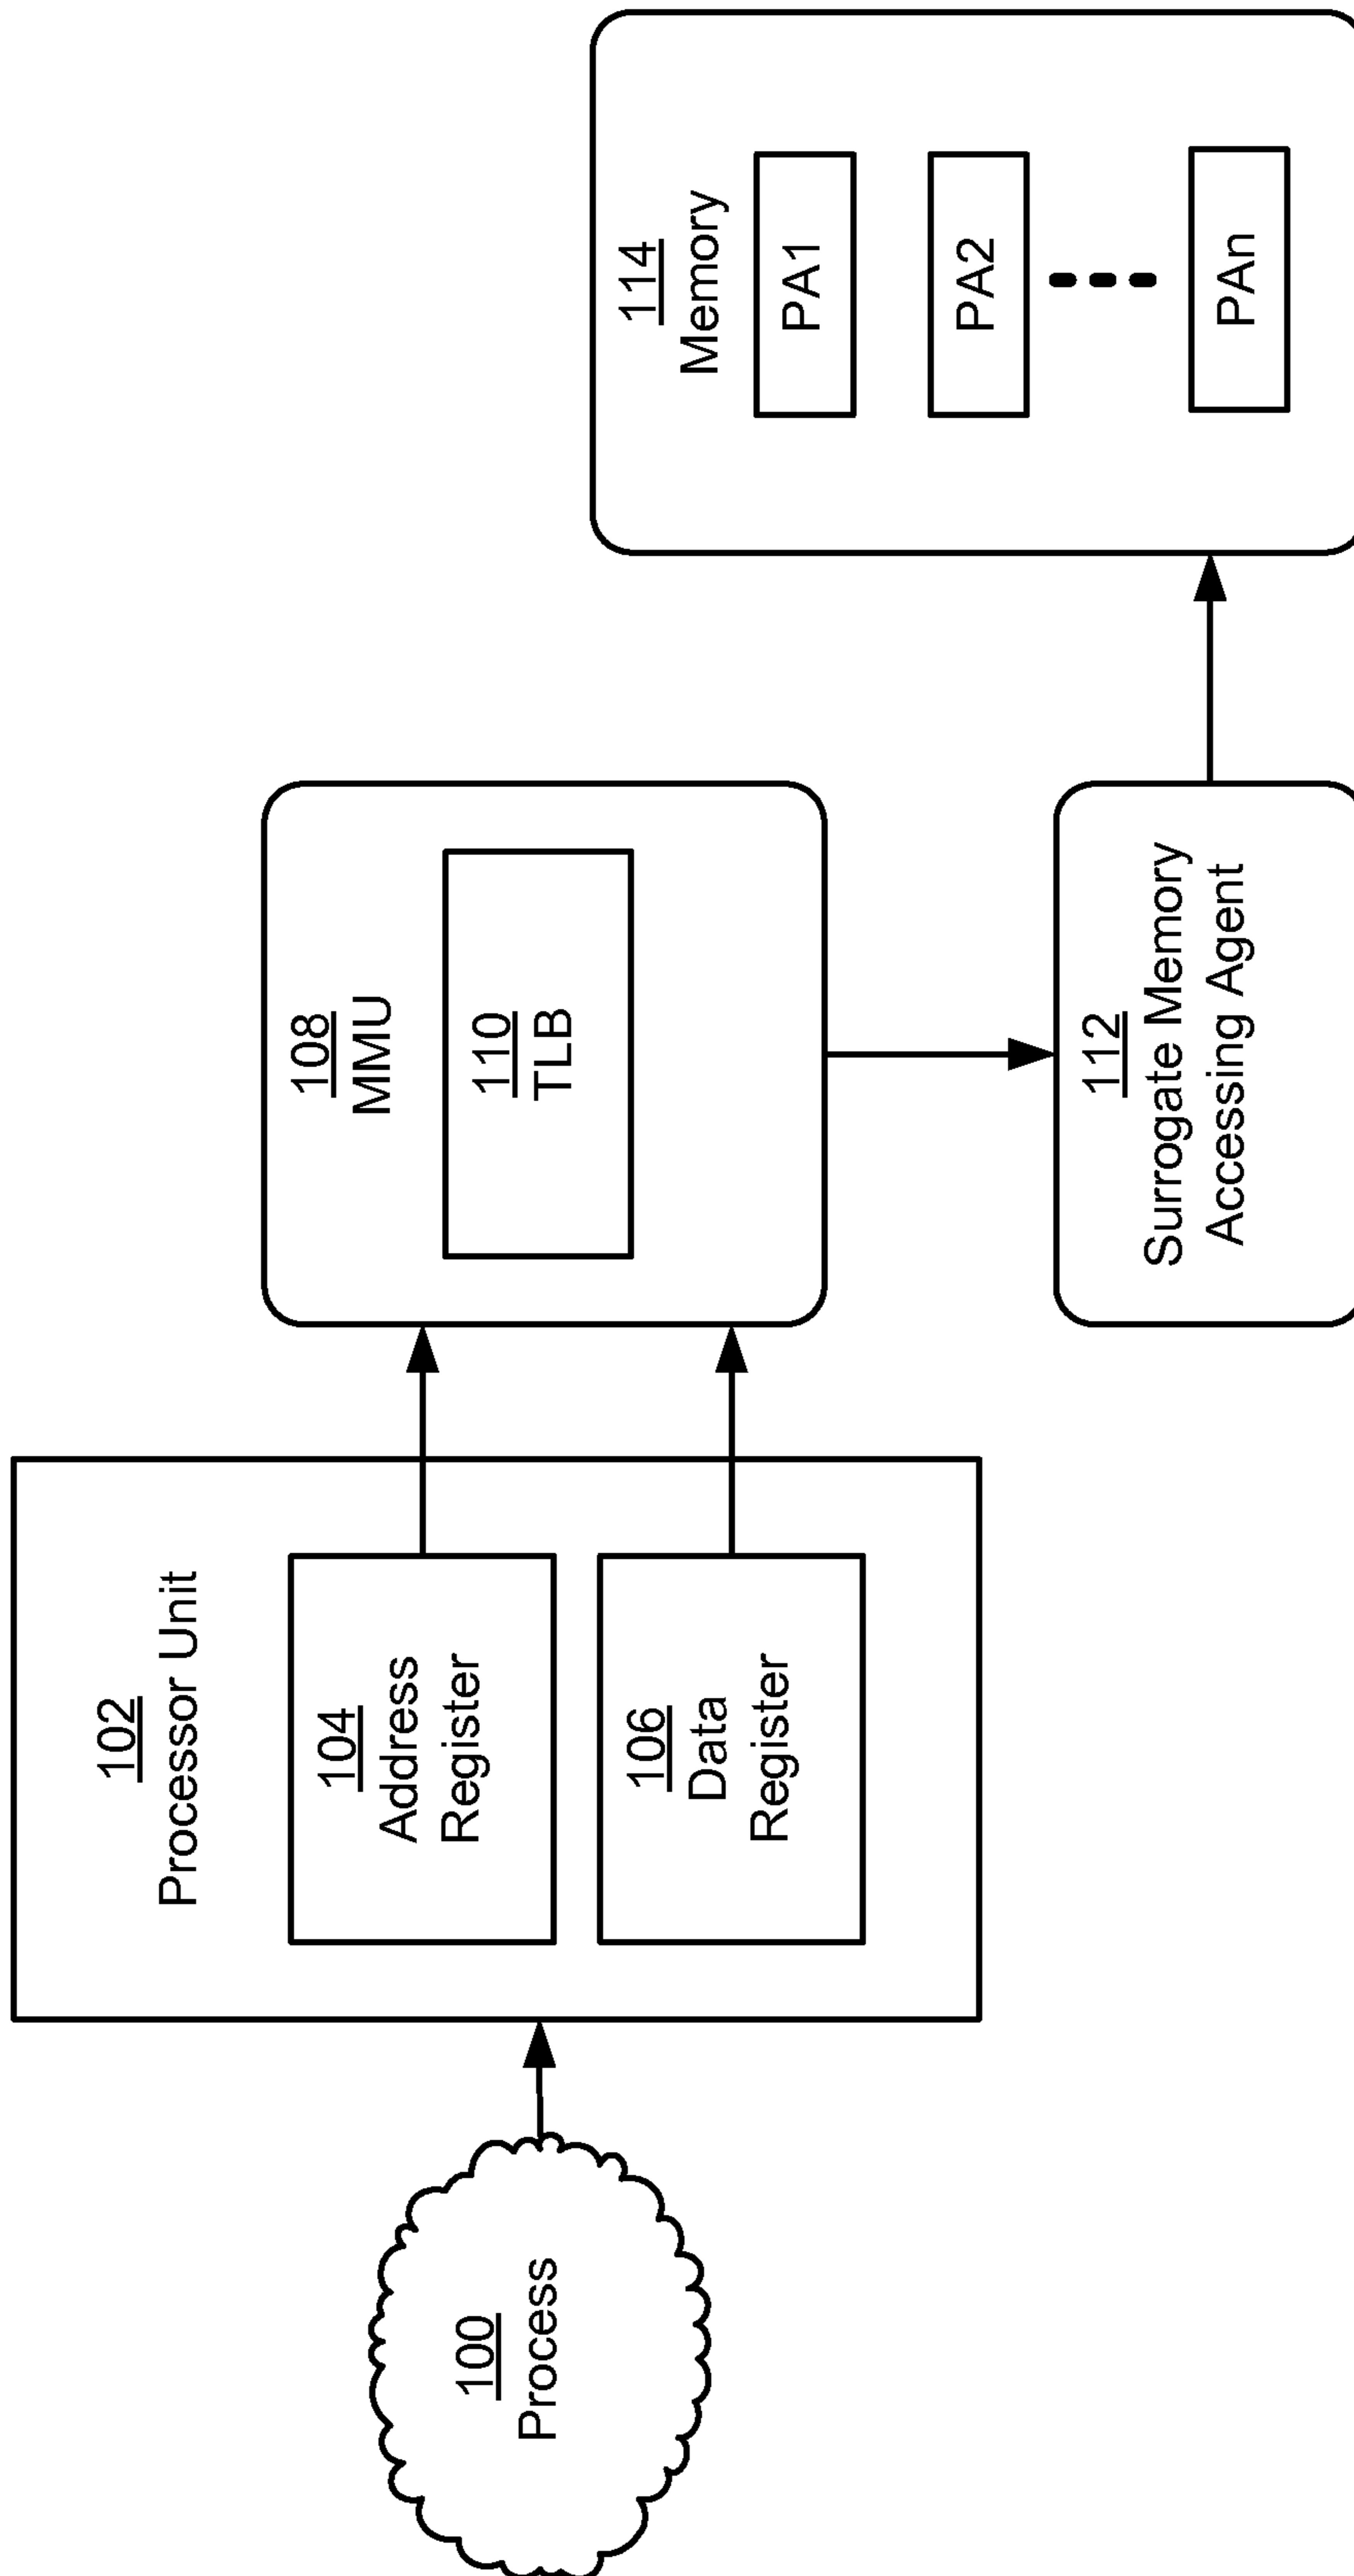 100
Process
102
Processor Unit
104
Address
Register
106
Data
Register
108
MMU
110
TLB
112
Surrogate Memory
Accessing Agent
114
Memory
PA1
PA2
PAn